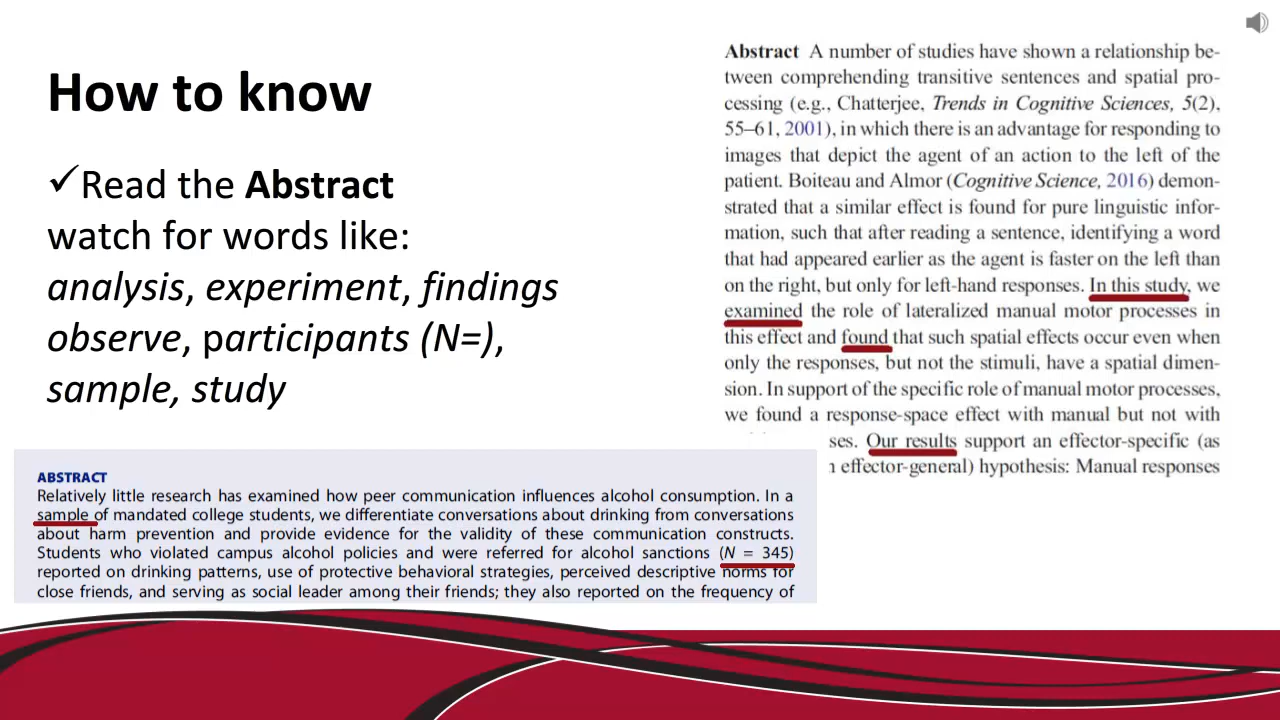 How to know
✓Read the Abstract
watch for words like:
analysis, experiment, findings
observe, participants (N=),
sample, study
Abstract A number of studies have shown a relationship be-
tween comprehending transitive sentences and spatial pro-
cessing (e.g., Chatterjee, Trends in Cognitive Sciences, 5(2),
55–61, 2001), in which there is an advantage for responding to
images that depict the agent of an action to the left of the
patient. Boiteau and Almor (Cognitive Science, 2016) demon-
strated that a similar effect is found for pure linguistic infor-
mation, such that after reading a sentence, identifying a word
that had appeared earlier as the agent is faster on the left than
on the right, but only for left-hand responses. In this study, we
examined the role of lateralized manual motor processes in
this effect and found that such spatial effects occur even when
only the responses, but not the stimuli, have a spatial dimen-
sion. In support of the specific role of manual motor processes,
we found a response-space effect with manual but not with
ses. Our results support an effector-specific (as
effector-general) hypothesis: Manual responses
ABSTRACT
Relatively little research has examined how peer communication influences alcohol consumption. In a
sample of mandated college students, we differentiate conversations about drinking from conversations
about harm prevention and provide evidence for the validity of these communication constructs.
Students who violated campus alcohol policies and were referred for alcohol sanctions (N = 345)
reported on drinking patterns, use of protective behavioral strategies, perceived descriptive norms for
close friends, and serving as social leader among their friends; they also reported on the frequency of